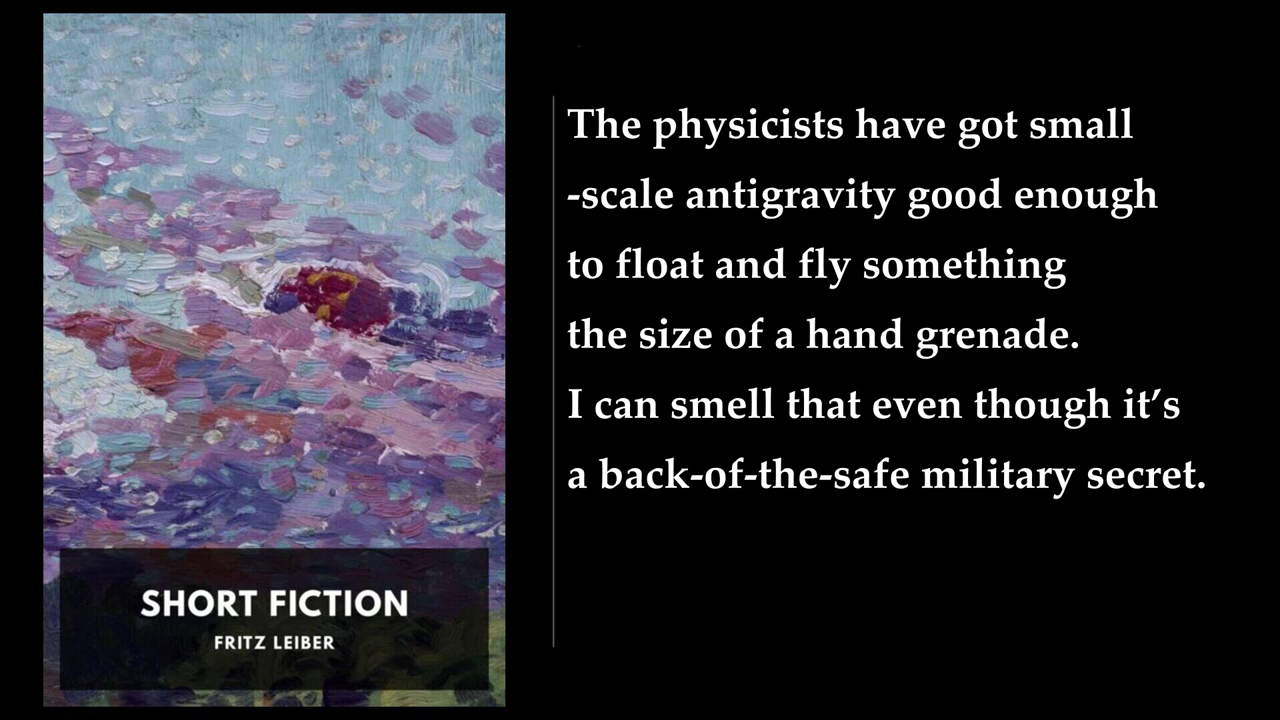 SHORT FICTION
FRITZ LEIBER
The physicists have got small
-scale antigravity good enough
to float and fly something
the size of a hand grenade.
I can smell that even though it’s
a back-of-the-safe military secret.